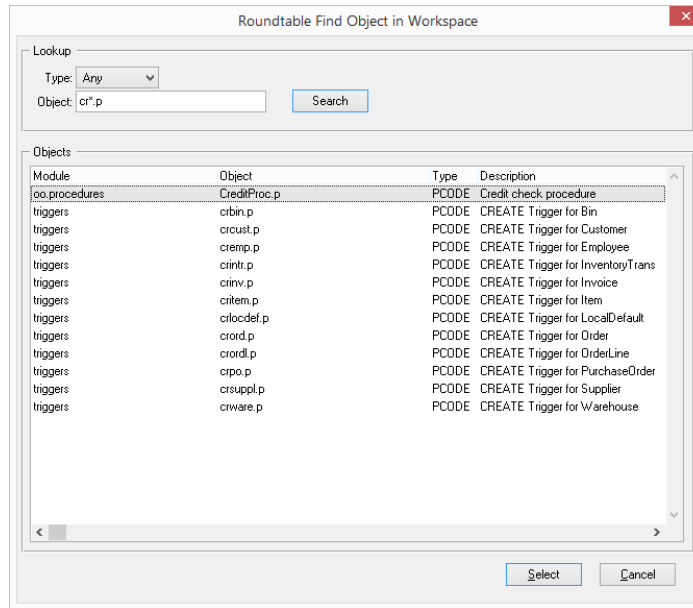 Roundtable Find Object in Workspace
Lookup
Type: Any
Object: cr*.p Search
Objects
Module Object Type Description
oo.procedures CreditProc.p PCODE Credit check procedure
triggers crbin.p PCODE CREATE Trigger for Bin
triggers crcust.p PCODE CREATE Trigger for Customer
triggers cremp.p PCODE CREATE Trigger for Employee
triggers crintr.p PCODE CREATE Trigger for InventoryTrans
triggers crinv.p PCODE CREATE Trigger for Invoice
triggers critem.p PCODE CREATE Trigger for Item
triggers crlocdef.p PCODE CREATE Trigger for LocalDefault
triggers crord.p PCODE CREATE Trigger for Order
triggers crordl.p PCODE CREATE Trigger for OrderLine
triggers crpo.p PCODE CREATE Trigger for PurchaseOrder
triggers crsuppl.p PCODE CREATE Trigger for Supplier
triggers crware.p PCODE CREATE Trigger for Warehouse
Select Cancel